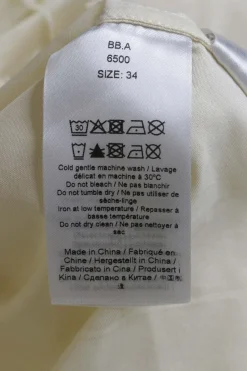 BB.A
6500
SIZE: 34
30
Cold gentle machine wash / Lavage
délicat en machine à 30°C
Do not bleach / Ne pas blanchir
Do not tumble dry / Ne pas utiliser de
sèche-linge
Iron at low temperature / Repasser à
basse température
Do not dry clean / Ne pas nettoyer à
sec
Made in China / Fabriqué en
Chine / Hergestellt in China /
Fabbricato in Cina / Produsert i
Kina / Сделано в Китае / 中国